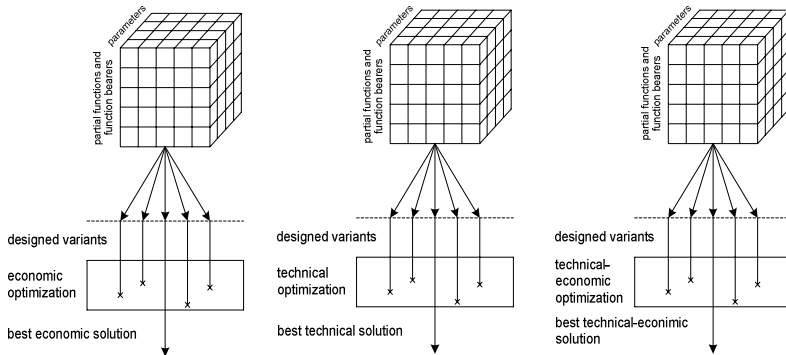 parameters
partial functions and
function bearers
designed variants
economic
optimization
best economic solution
parameters
partial functions and
function bearers
designed variants
technical
optimization
best technical solution
parameters
partial functions and
function bearers
designed variants
technical-
economic
optimization
best technical-econimic
solution